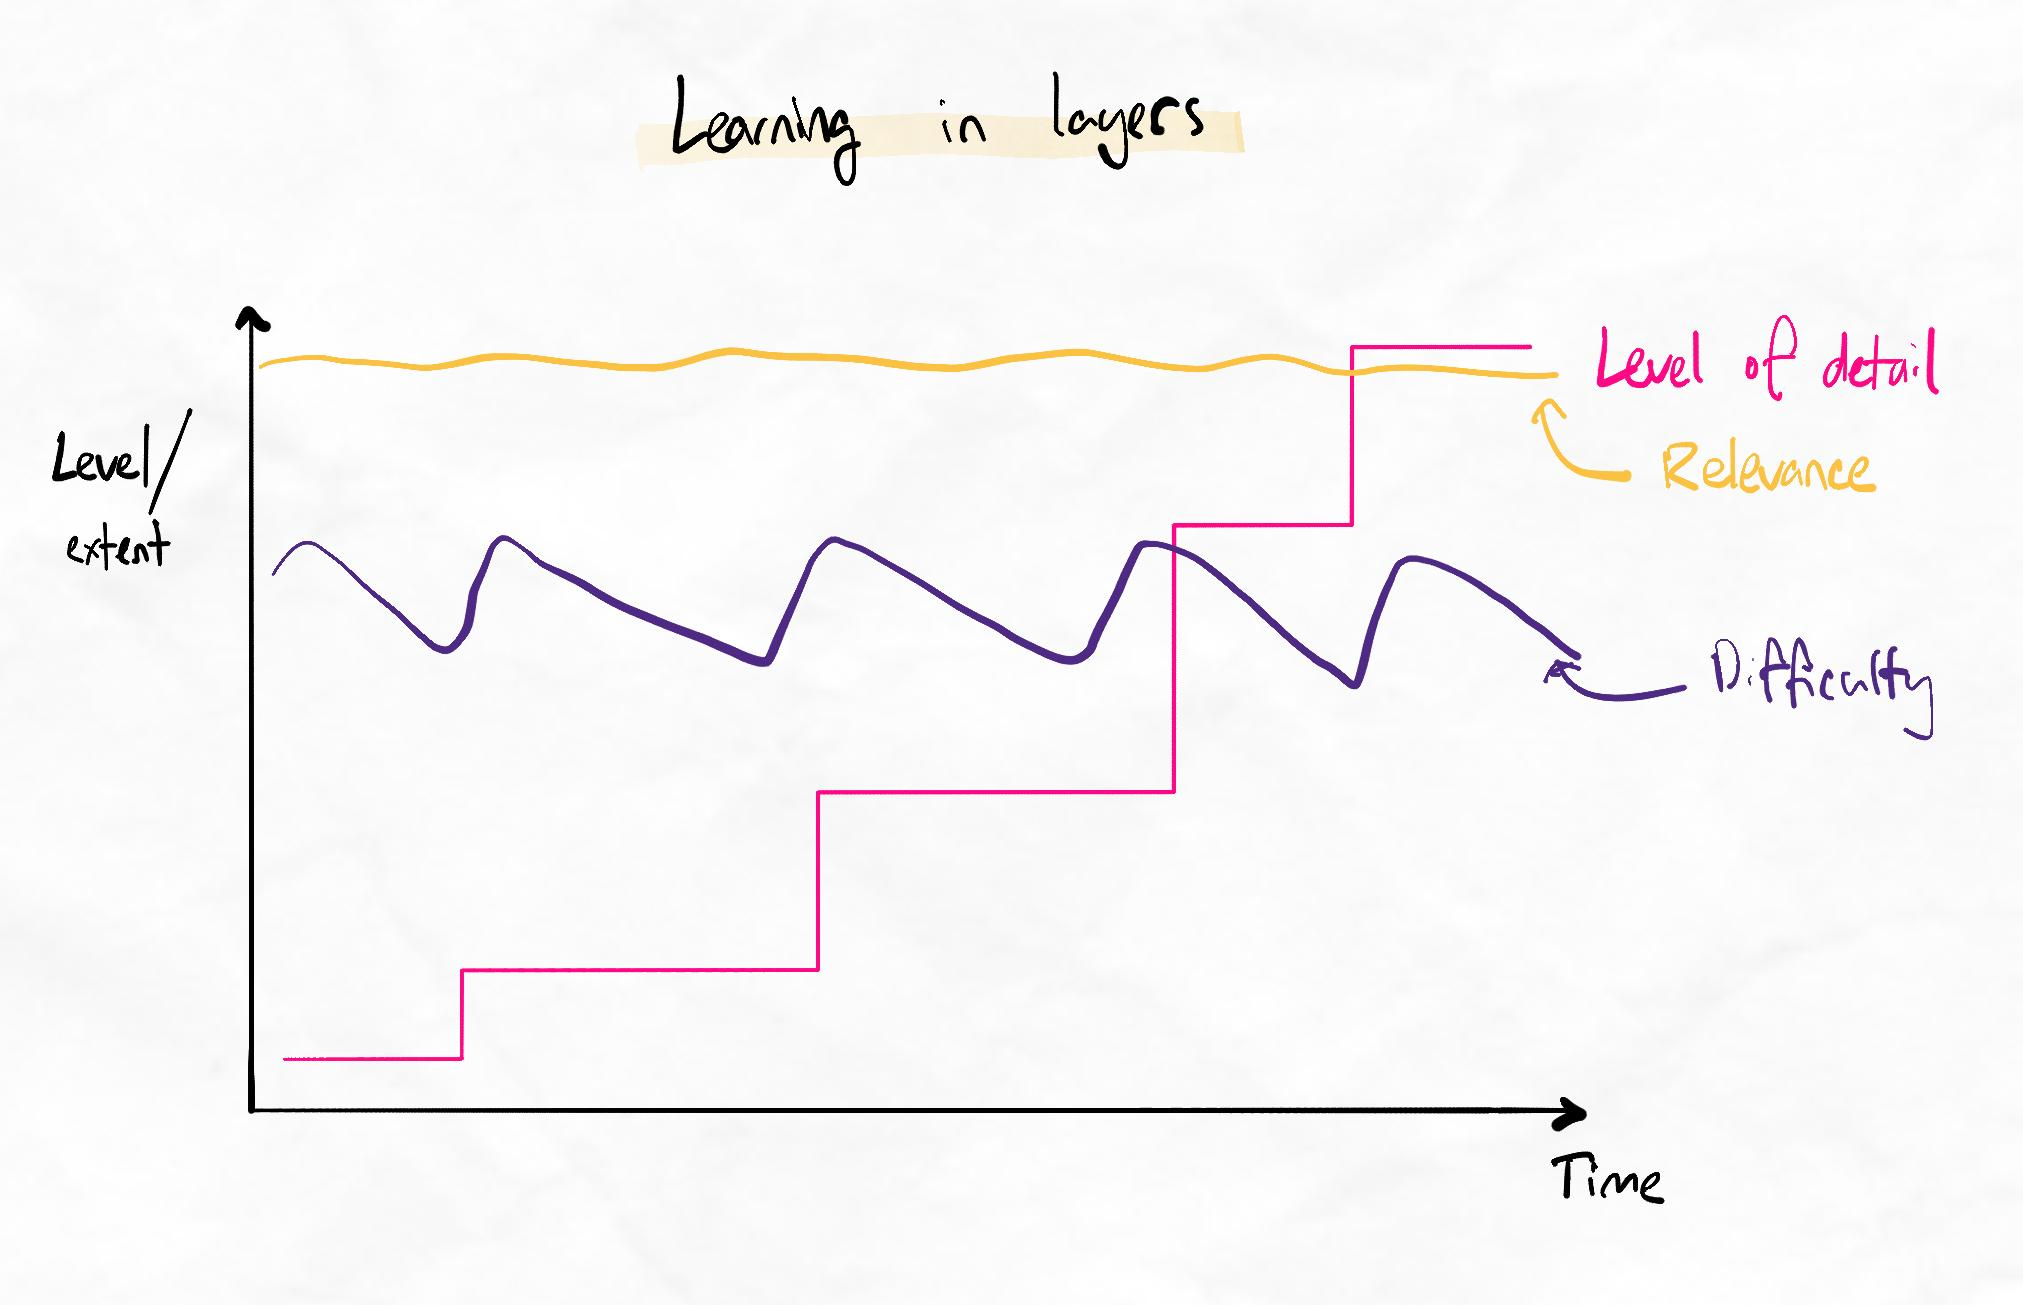 Learning in layers
Level/
extent
Level of detail
Relevance
Difficulty
Time